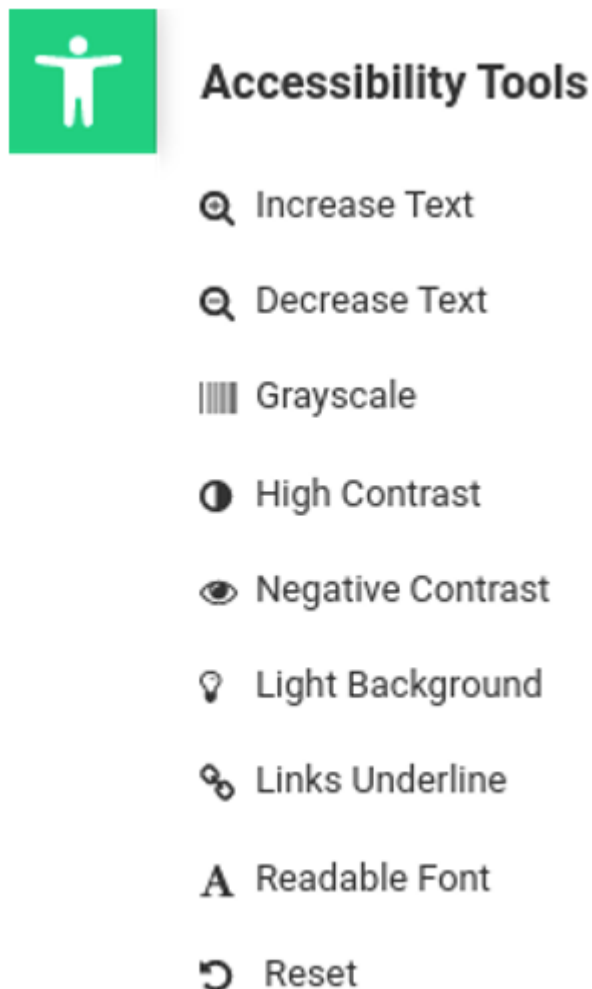 Accessibility Tools
Increase Text
Decrease Text
Grayscale
High Contrast
Negative Contrast
Light Background
Links Underline
Readable Font
Reset